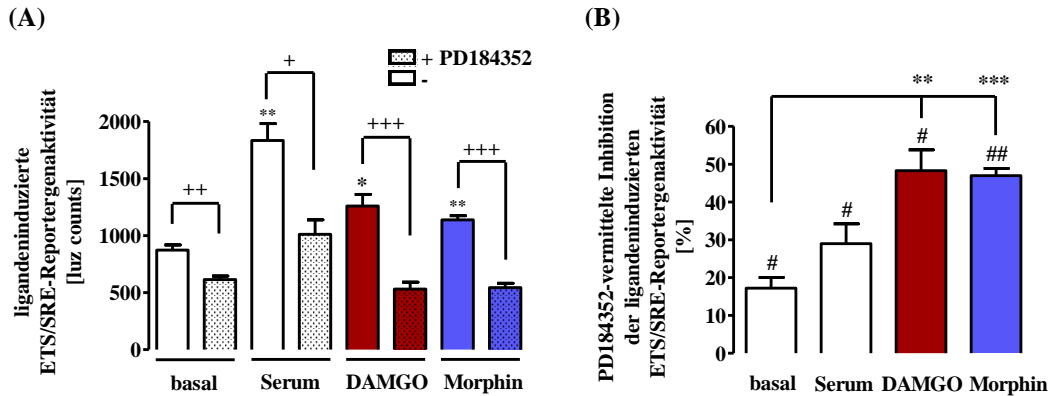 (A)
(B)
+ PD184352
-
ligandeninduzierte
ETS/SRE-Reportergenaktivität
[luz counts]
2000
1500
1000
500
0
++
+
**
+++
*
+++
**
basal
Serum
DAMGO
Morphin
PD184352-vermittelte Inhibition
der ligandeninduzierten
ETS/SRE-Reportergenaktivität
[%]
60
50
40
30
20
10
0
**
***
#
#
#
##
basal
Serum
DAMGO
Morphin